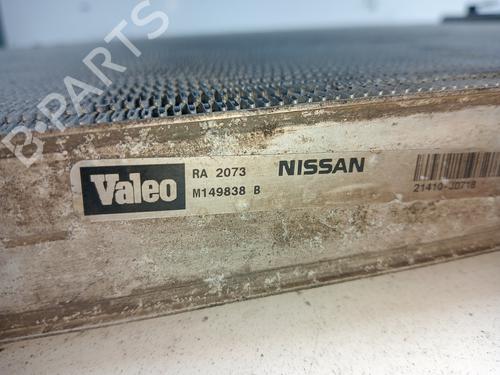 B-PARTS
Valeo
RA 2073
M149838 B
NISSAN
21410-JD71B